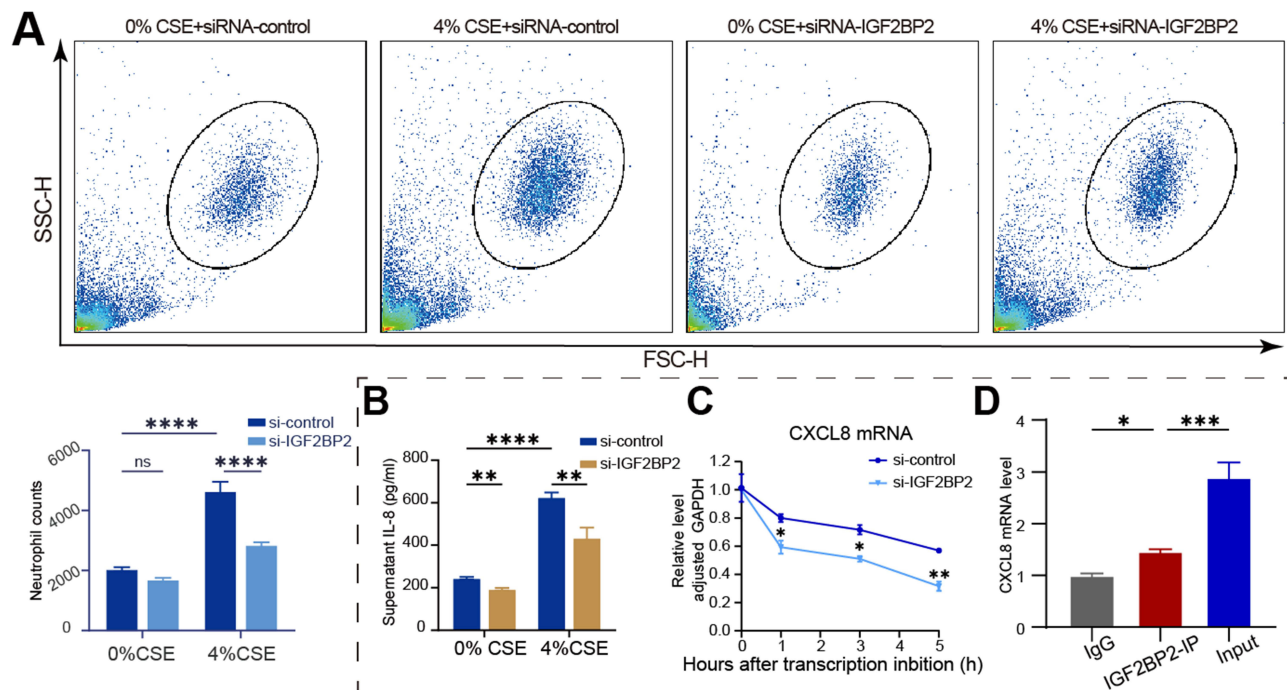 A
0% CSE+siRNA-control
4% CSE+siRNA-control
0% CSE+siRNA-IGF2BP2
4% CSE+siRNA-IGF2BP2
SSC-H
FSC-H
si-control
si-IGF2BP2
****
ns
****
6000
4000
2000
0
Neutrophil counts
0%CSE
4%CSE
B
si-control
si-IGF2BP2
****
**
**
800
600
400
200
0
Supernatant IL-8 (pg/ml)
0% CSE
4%CSE
C
CXCL8 mRNA
si-control
si-IGF2BP2
1.2
1.0
0.8
0.6
0.4
0.2
0.0
Relative level
adjusted GAPDH
*
*
**
0
1
2
3
4
5
Hours after transcription inbition (h)
D
*
***
4
3
2
1
0
CXCL8 mRNA level
IgG
IGF2BP2-IP
Input